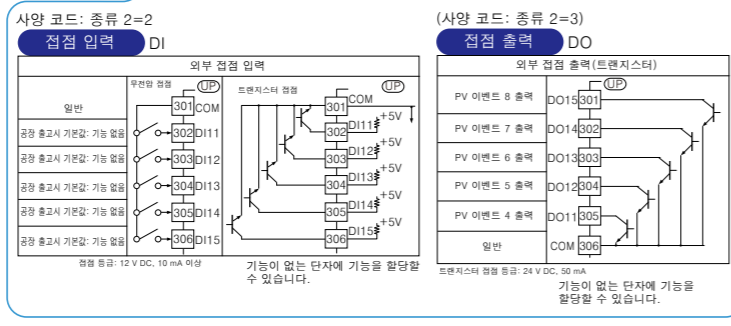 사양 코드: 종류 2=2
접점 입력 DI
외부 접점 입력
무전압 접점
UP
트랜지스터 접점
UP
일반
301 COM
공장 출고시 기본값: 기능 없음
302 DI11
공장 출고시 기본값: 기능 없음
303 DI12
공장 출고시 기본값: 기능 없음
304 DI13
공장 출고시 기본값: 기능 없음
305 DI14
공장 출고시 기본값: 기능 없음
306 DI15
301 COM
302 DI11 +5V
303 DI12 +5V
304 DI13 +5V
305 DI14 +5V
306 DI15 +5V
접점 등급: 12 V DC, 10 mA 이상
기능이 없는 단자에 기능을 할당할
수 있습니다.
(사양 코드: 종류 2=3)
접점 출력 DO
외부 접점 출력(트랜지스터)
UP
PV 이벤트 8 출력 DO15 301
PV 이벤트 7 출력 DO14 302
PV 이벤트 6 출력 DO13 303
PV 이벤트 5 출력 DO12 304
PV 이벤트 4 출력 DO11 305
일반 COM 306
트랜지스터 접점 등급: 24 V DC, 50 mA
기능이 없는 단자에 기능을
할당할 수 있습니다.